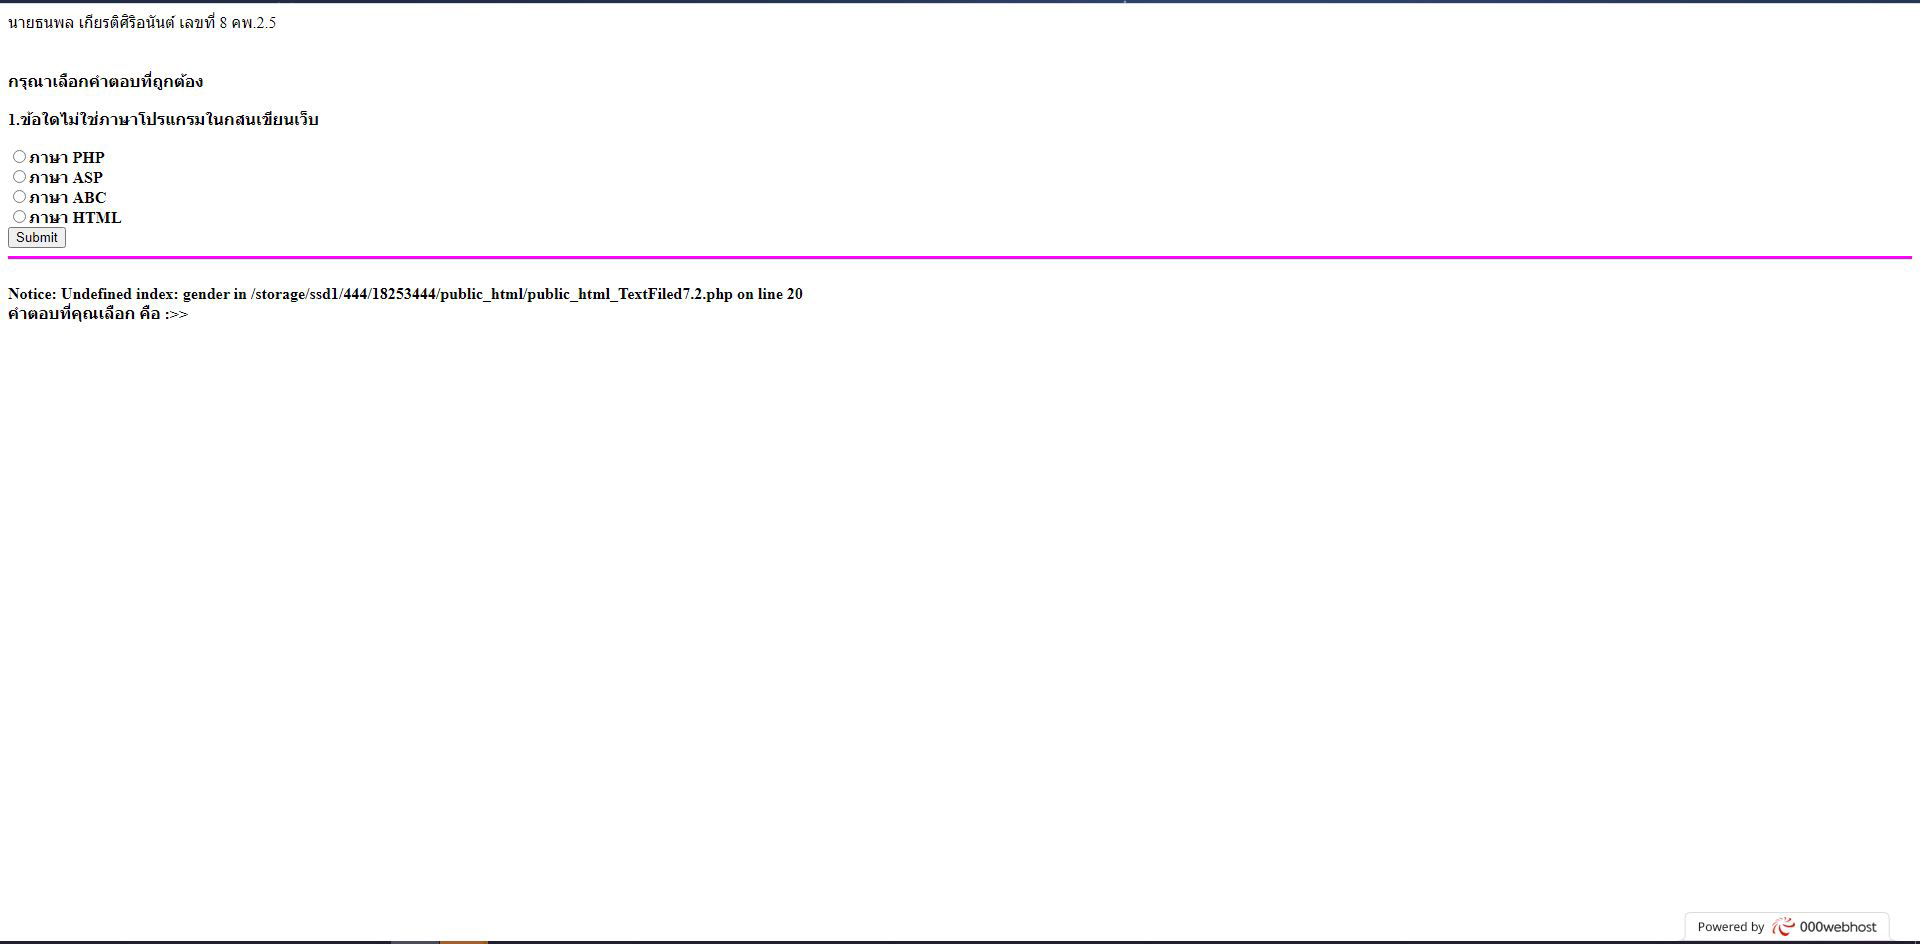 นายธนพล เกียรติศิริอนันต์ เลขที่ 8 คพ.2.5
กรุณาเลือกคำตอบที่ถูกต้อง
1.ข้อใดไม่ใช่ภาษาโปรแกรมในกสนเขียนเว็บ
ภาษา PHP
ภาษา ASP
ภาษา ABC
ภาษา HTML
Submit
Notice: Undefined index: gender in /storage/ssd1/444/18253444/public_html/public_html_TextFiled7.2.php on line 20
คำตอบที่คุณเลือก คือ :>>
Powered by 000webhost